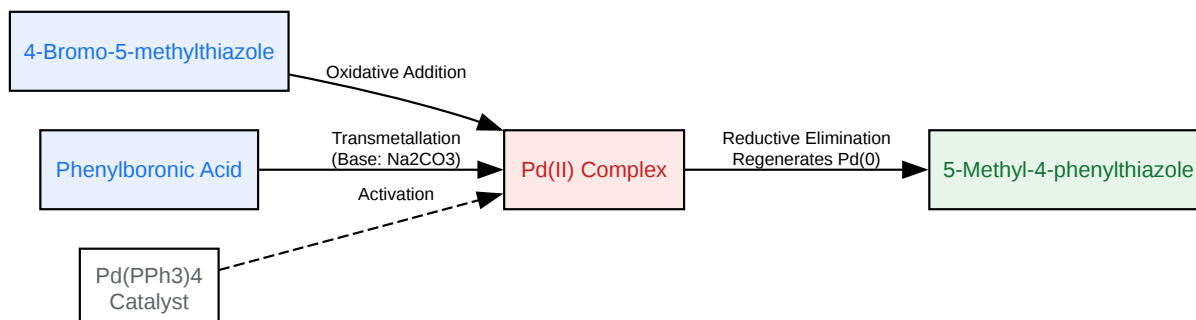 4-Bromo-5-methylthiazole
Oxidative Addition
Phenylboronic Acid
Transmetallation
(Base: Na2CO3)
Pd(II) Complex
Reductive Elimination
Regenerates Pd(0)
5-Methyl-4-phenylthiazole
Activation
Pd(PPh3)4
Catalyst